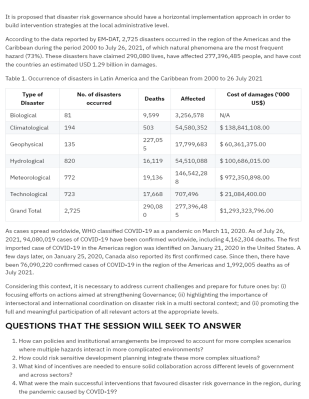 It is proposed that disaster risk governance should have a horizontal implementation approach in order to
build intervention strategies at the local administrative level.
According to the data reported by EM-DAT, 2,725 disasters occurred in the region of the Americas and the
Caribbean during the period 2000 to July 26, 2021, of which natural phenomena are the most frequent
hazard (73%). These disasters have claimed 290,080 lives, have affected 277,396,485 people, and have cost
the countries an estimated USD 1.29 billion in damages.
Table 1. Occurrence of disasters in Latin America and the Caribbean from 2000 to 26 July 2021
Type of Disaster No. of disasters occurred Deaths Affected Cost of damages ('000 US$)
Biological 81 9,599 3,256,578 N/A
Climatological 194 503 54,580,352 $ 138,841,108.00
Geophysical 135 227,055 17,799,683 $ 60,361,375.00
Hydrological 820 16,119 54,510,088 $ 100,686,015.00
Meteorological 772 19,136 146,542,288 $ 972,350,898.00
Technological 723 17,668 707,496 $ 21,084,400.00
Grand Total 2,725 290,080 277,396,485 $1,293,323,796.00
As cases spread worldwide, WHO classified COVID-19 as a pandemic on March 11, 2020. As of July 26,
2021, 94,080,019 cases of COVID-19 have been confirmed worldwide, including 4,162,304 deaths. The first
imported case of COVID-19 in the Americas region was identified on January 21, 2020 in the United States. A
few days later, on January 25, 2020, Canada also reported its first confirmed case. Since then, there have
been 76,090,220 confirmed cases of COVID-19 in the region of the Americas and 1,992,005 deaths as of
July 2021.
Considering this context, it is necessary to address current challenges and prepare for future ones by: (i)
focusing efforts on actions aimed at strengthening Governance; (ii) highlighting the importance of
intersectoral and international coordination on disaster risk in a multi sectoral context; and (ii) promoting the
full and meaningful participation of all relevant actors at the appropriate levels.
QUESTIONS THAT THE SESSION WILL SEEK TO ANSWER
1. How can policies and institutional arrangements be improved to account for more complex scenarios
where multiple hazards interact in more complicated environments?
2. How could risk sensitive development planning integrate these more complex situations?
3. What kind of incentives are needed to ensure solid collaboration across different levels of government
and across sectors?
4. What were the main successful interventions that favoured disaster risk governance in the region, during
the pandemic caused by COVID-19?